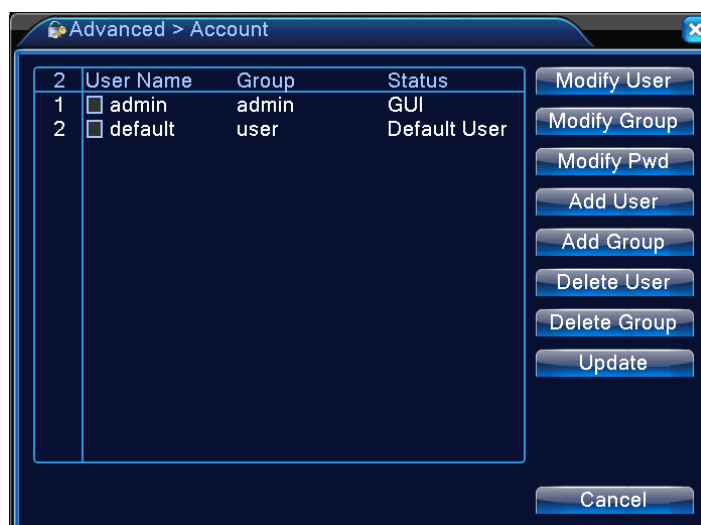 Advanced > Account
2 User Name Group Status
1 admin admin GUI
2 default user Default User
Modify User
Modify Group
Modify Pwd
Add User
Add Group
Delete User
Delete Group
Update
Cancel